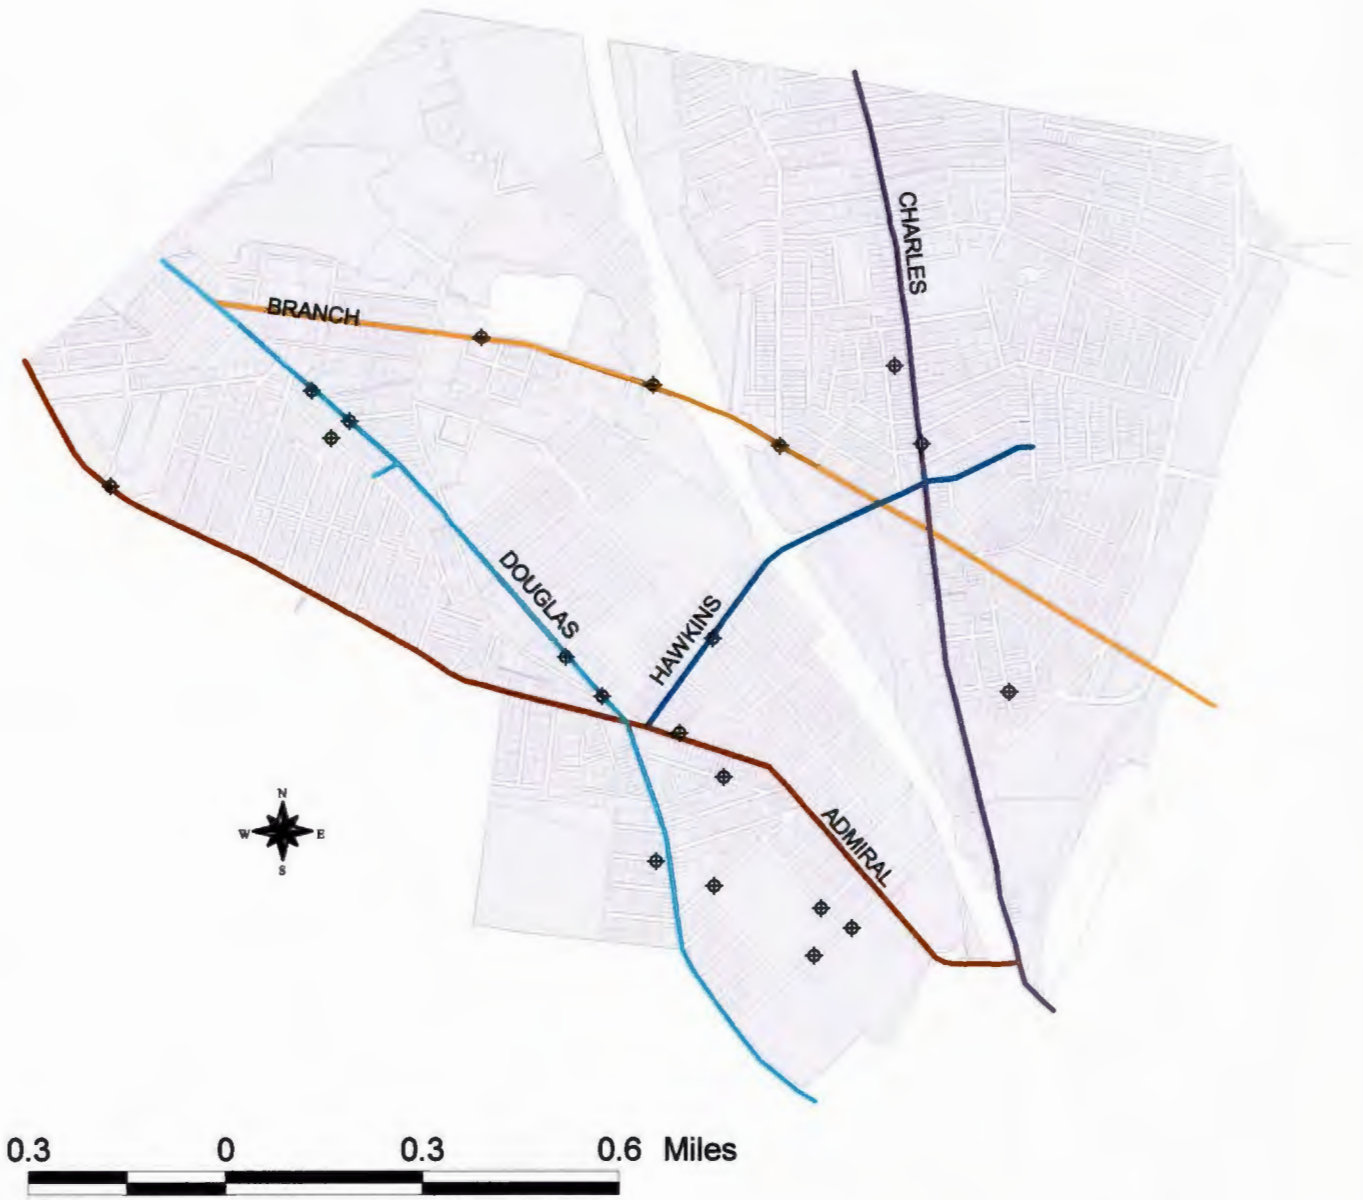 CHARLES
BRANCH
DOUGLAS
HAWKINS
N
W E
S
ADMIRAL
0.3 0 0.3 0.6 Miles